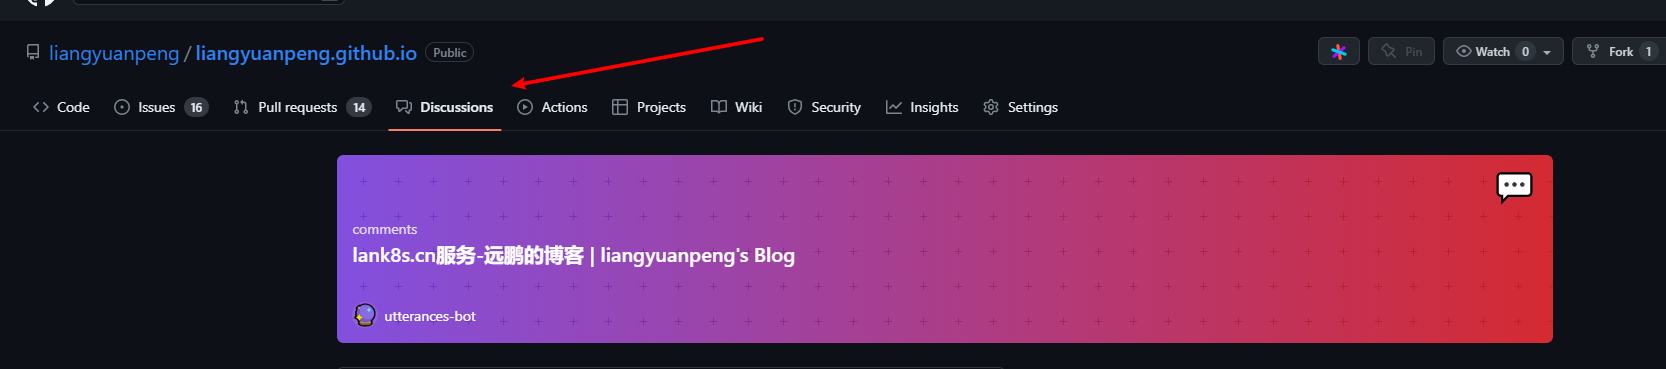 liangyuanpeng / liangyuanpeng.github.io Public
Pin
Watch 0
Fork 1
Code
Issues 16
Pull requests 14
Discussions
Actions
Projects
Wiki
Security
Insights
Settings
comments
lank8s.cn服务-远鹏的博客 | liangyuanpeng's Blog
utterances-bot